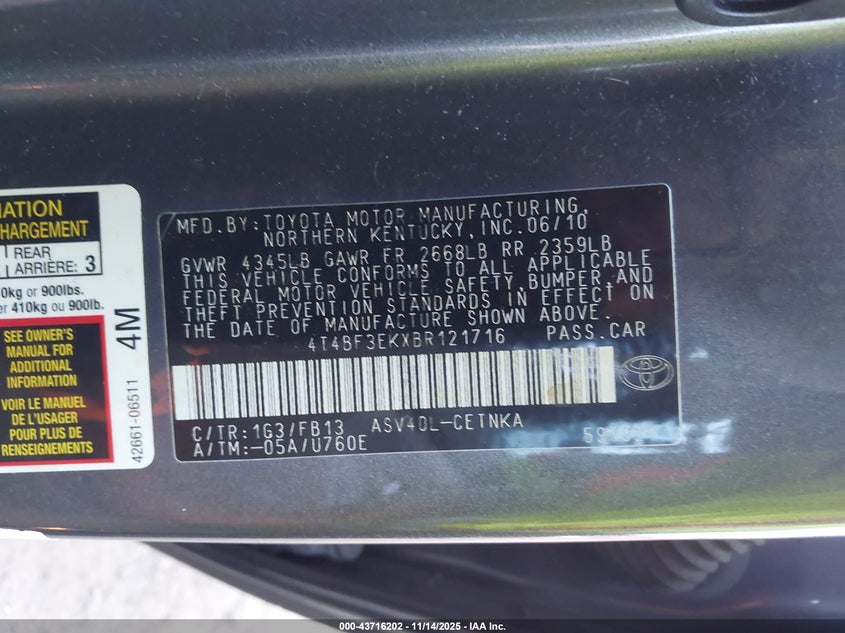 MFD.BY:TOYOTA MOTOR MANUFACTURING,
NORTHERN KENTUCKY,INC.06/10
GVWR 4345LB GAWR FR 2668LB RR 2359LB
THIS VEHICLE CONFORMS TO ALL APPLICABLE
FEDERAL MOTOR VEHICLE SAFETY,BUMPER,AND
THEFT PREVENTION STANDARDS IN EFFECT ON
THE DATE OF MANUFACTURE SHOWN ABOVE.
4T4BF3EKXBR121716 PASS.CAR
C/TR:1G3/FB13 ASV40L-CETNKA
A/TM:-05A/U760E
REAR
ARRIÈRE: 3
kg or 900lbs.
410kg ou 900lb.
SEE OWNER'S
MANUAL FOR
ADDITIONAL
INFORMATION
VOIR LE MANUEL
DE L'USAGER
POUR PLUS DE
RENSEIGNEMENTS
4M
42661-06511
000-43716202 | 11/14/2025 - IAA Inc.